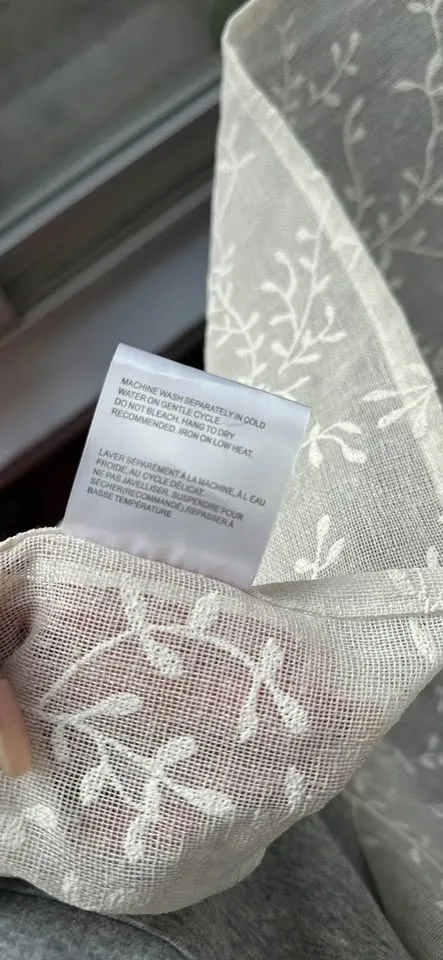 MACHINE WASH SEPARATELY IN COLD
WATER ON GENTLE CYCLE.
DO NOT BLEACH. HANG TO DRY
RECOMMENDED. IRON ON LOW HEAT.
LAVER SÉPARÉMENT À LA MACHINE, À L EAU
FROIDE, AU CYCLE DÉLICAT.
NE PAS JAVELLISER. SUSPENDRE POUR
SÉCHER(RECOMMANDÉ).REPASSER À
BASSE TEMPÉRATURE